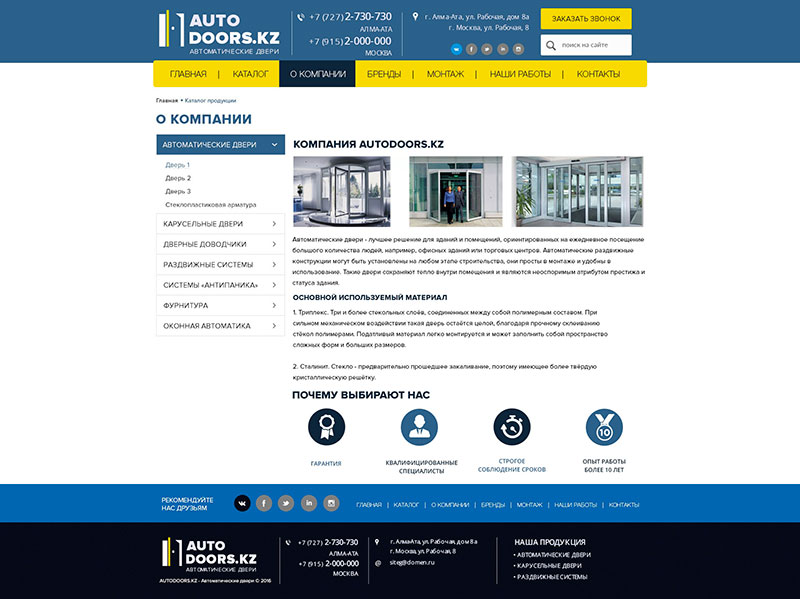 AUTO
DOORS.KZ
АВТОМАТИЧЕСКИЕ ДВЕРИ
+7 (727) 2-730-730
АЛМА-АТА
+7 (915) 2-000-000
МОСКВА
г. Алма-Ата, ул. Рабочая, дом 8а
г. Москва, ул. Рабочая, 8
ЗАКАЗАТЬ ЗВОНОК
поиск на сайте
ГЛАВНАЯ | КАТАЛОГ О КОМПАНИИ БРЕНДЫ | МОНТАЖ | НАШИ РАБОТЫ | КОНТАКТЫ
Главная • Каталог продукции
О КОМПАНИИ
АВТОМАТИЧЕСКИЕ ДВЕРИ
Дверь 1
Дверь 2
Дверь 3
Стеклопластиковая арматура
КАРУСЕЛЬНЫЕ ДВЕРИ
ДВЕРНЫЕ ДОВОДЧИКИ
РАЗДВИЖНЫЕ СИСТЕМЫ
СИСТЕМЫ «АНТИПАНИКА»
ФУРНИТУРА
ОКОННАЯ АВТОМАТИКА
КОМПАНИЯ AUTODOORS.KZ
Автоматические двери - лучшее решение для зданий и помещений, ориентированных на ежедневное посещение
большого количества людей, например, офисных зданий или торговых центров. Автоматические раздвижные
конструкции могут быть установлены на любом этапе строительства, они просты в монтаже и удобны в
использование. Такие двери сохраняют тепло внутри помещения и являются неоспоримым атрибутом престижа и
статуса здания.
ОСНОВНОЙ ИСПОЛЬЗУЕМЫЙ МАТЕРИАЛ
1. Триплекс. Три и более стекольных слоёв, соединенных между собой полимерным составом. При
сильном механическом воздействии такая дверь остаётся целой, благодаря прочному склеиванию
стёкол полимерами. Податливый материал легко монтируется и может заполнить собой пространство
сложных форм и больших размеров.
2. Сталинит. Стекло - предварительно прошедшее закаливание, поэтому имеющее более твёрдую
кристаллическую решётку.
ПОЧЕМУ ВЫБИРАЮТ НАС
10
ГАРАНТИЯ
КВАЛИФИЦИРОВАННЫЕ
СПЕЦИАЛИСТЫ
СТРОГОЕ
СОБЛЮДЕНИЕ СРОКОВ
ОПЫТ РАБОТЫ
БОЛЕЕ 10 ЛЕТ
РЕКОМЕНДУЙТЕ
НАС ДРУЗЬЯМ
ГЛАВНАЯ | КАТАЛОГ | О КОМПАНИИ | БРЕНДЫ | МОНТАЖ | НАШИ РАБОТЫ | КОНТАКТЫ
AUTO
DOORS.KZ
АВТОМАТИЧЕСКИЕ ДВЕРИ
AUTODOORS.KZ - Автоматические двери © 2016
+7 (727) 2-730-730
АЛМА-АТА
+7 (915) 2-000-000
МОСКВА
г. Алма-Ата, ул. Рабочая, дом 8а
г. Москва, ул. Рабочая, 8
@ siteg@domen.ru
НАША ПРОДУКЦИЯ
• АВТОМАТИЧЕСКИЕ ДВЕРИ
• КАРУСЕЛЬНЫЕ ДВЕРИ
• РАЗДВИЖНЫЕ СИСТЕМЫ